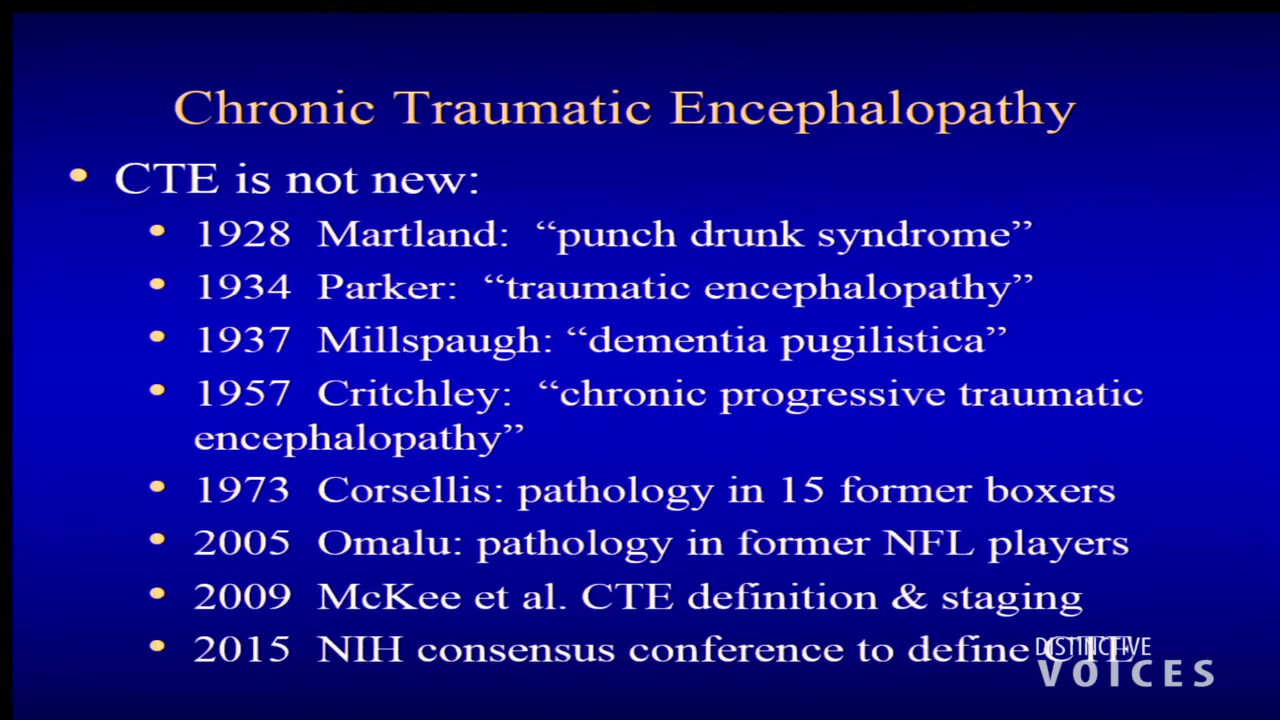 Chronic Traumatic Encephalopathy
• CTE is not new:
• 1928 Martland: “punch drunk syndrome”
• 1934 Parker: “traumatic encephalopathy”
• 1937 Millspaugh: “dementia pugilistica”
• 1957 Critchley: “chronic progressive traumatic
encephalopathy”
• 1973 Corsellis: pathology in 15 former boxers
• 2005 Omalu: pathology in former NFL players
• 2009 McKee et al. CTE definition & staging
• 2015 NIH consensus conference to define
DISTINCTIVE
VOICES